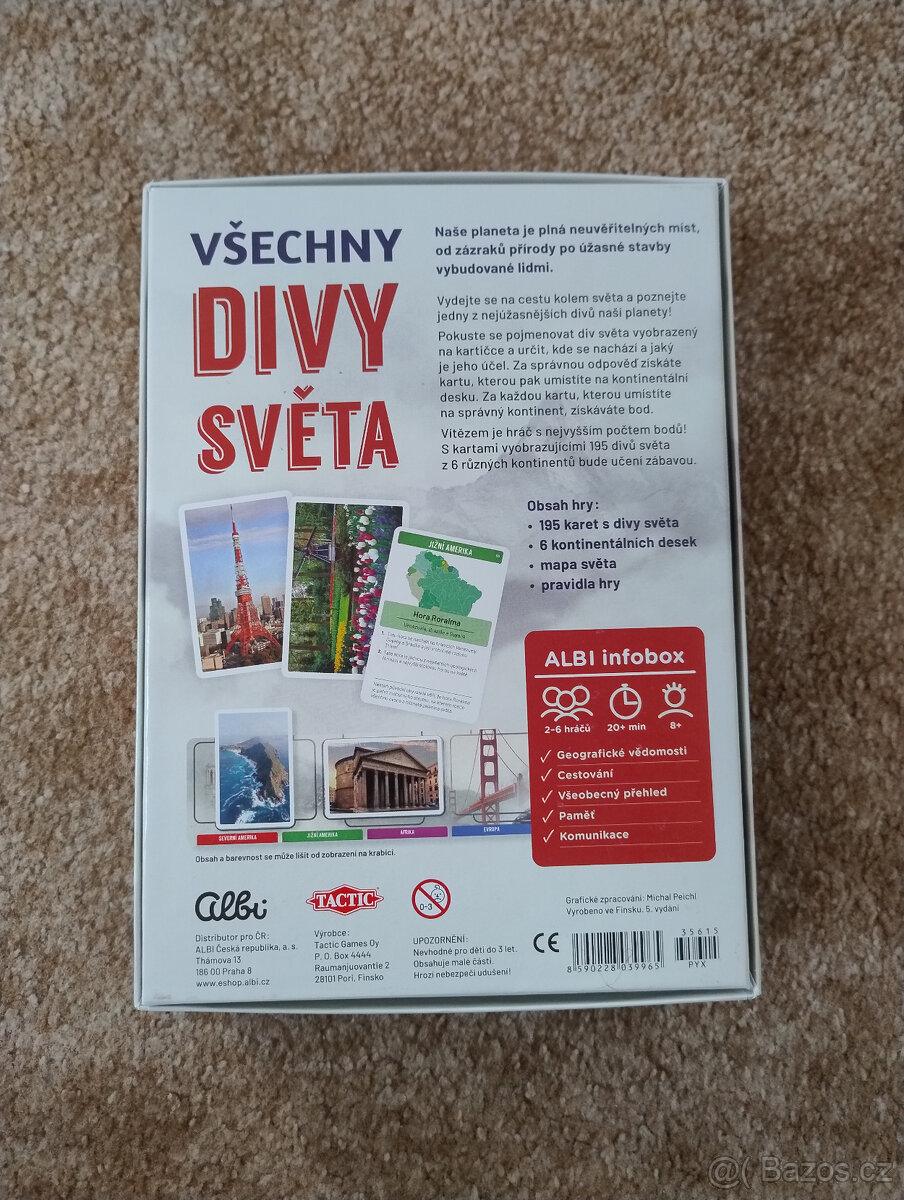 VŠECHNY
DIVY
SVĚTA
Naše planeta je plná neuvěřitelných míst,
od zázraků přírody po úžasné stavby
vybudované lidmi.
Vydejte se na cestu kolem světa a poznejte
jedny z nejúžasnějších divů naší planety!
Pokuste se pojmenovat div světa vyobrazený
na kartičce a určit, kde se nachází a jaký
je jeho účel. Za správnou odpověď získáte
kartu, kterou pak umístíte na kontinentální
desku. Za každou kartu, kterou umístíte
na správný kontinent, získáváte bod.
Vítězem je hráč s nejvyšším počtem bodů!
S kartami vyobrazujícími 195 divů světa
z 6 různých kontinentů bude učení zábavou.
Obsah hry:
• 195 karet s divy světa
• 6 kontinentálních desek
• mapa světa
• pravidla hry
JIŽNÍ AMERIKA
Hora Roraima
ALBI infobox
2-6 hráčů
20+ min
8+
✓ Geografické vědomosti
✓ Cestování
✓ Všeobecný přehled
✓ Paměť
✓ Komunikace
SEVERNÍ AMERIKA
JIŽNÍ AMERIKA
AFRIKA
EVROPA
Obsah a barevnost se může lišit od zobrazení na krabici.
albi
TACTIC
0-3
Distributor pro ČR:
ALBI Česká republika, a. s.
Thámova 13
186 00 Praha 8
www.eshop.albi.cz
Výrobce:
Tactic Games Oy
P. O. Box 4444
Raumanjuovantie 2
28101 Pori, Finsko
UPOZORNĚNÍ:
Nevhodné pro děti do 3 let.
Obsahuje malé části.
Hrozí nebezpečí udušení!
Grafické zpracování: Michal Peichl
Vyrobeno ve Finsku. 5. vydání
CE
8 590228 039965
35615
PYX
@( Bazos.cz